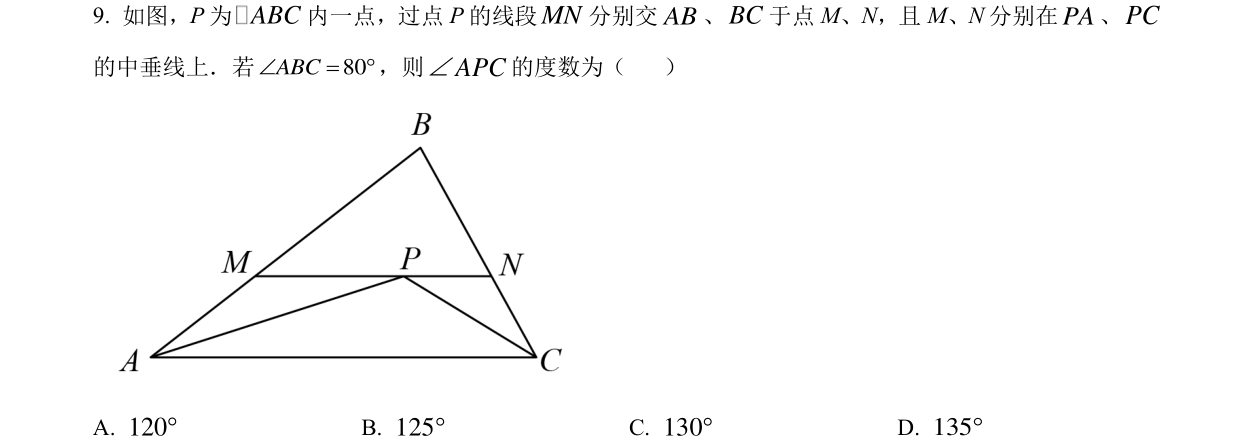 9. 如图，P 为□ABC 内一点，过点 P 的线段 MN 分别交 AB 、BC 于点 M、N，且 M、N 分别在 PA 、PC
的中垂线上．若∠ABC=80°，则∠APC 的度数为（　　）
B
M
P
N
A
C
A. 120°
B. 125°
C. 130°
D. 135°